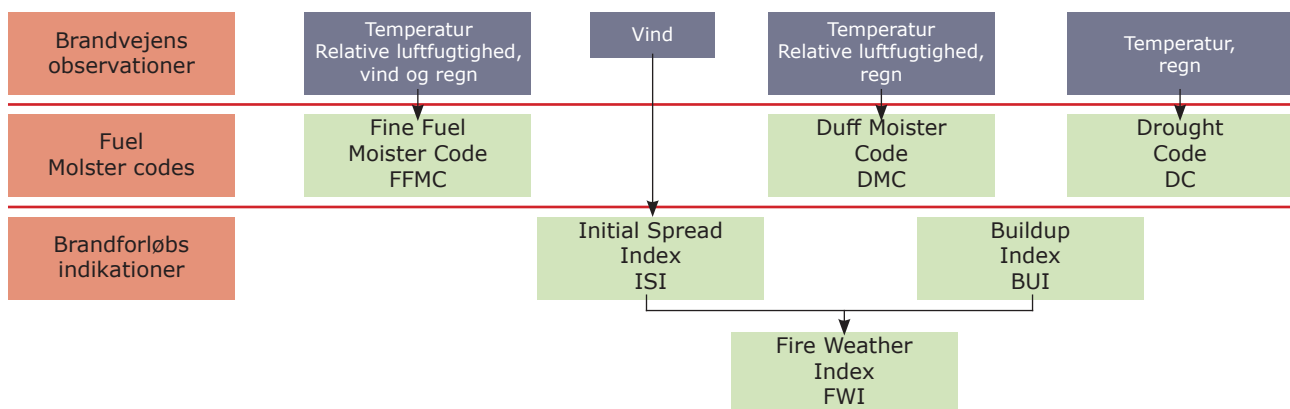 Brandvejens
observationer
Temperatur
Relative luftfugtighed,
vind og regn
Vind
Temperatur
Relative luftfugtighed,
regn
Temperatur,
regn
Fuel
Molster codes
Fine Fuel
Moister Code
FFMC
Duff Moister
Code
DMC
Drought
Code
DC
Brandforløbs
indikationer
Initial Spread
Index
ISI
Buildup
Index
BUI
Fire Weather
Index
FWI